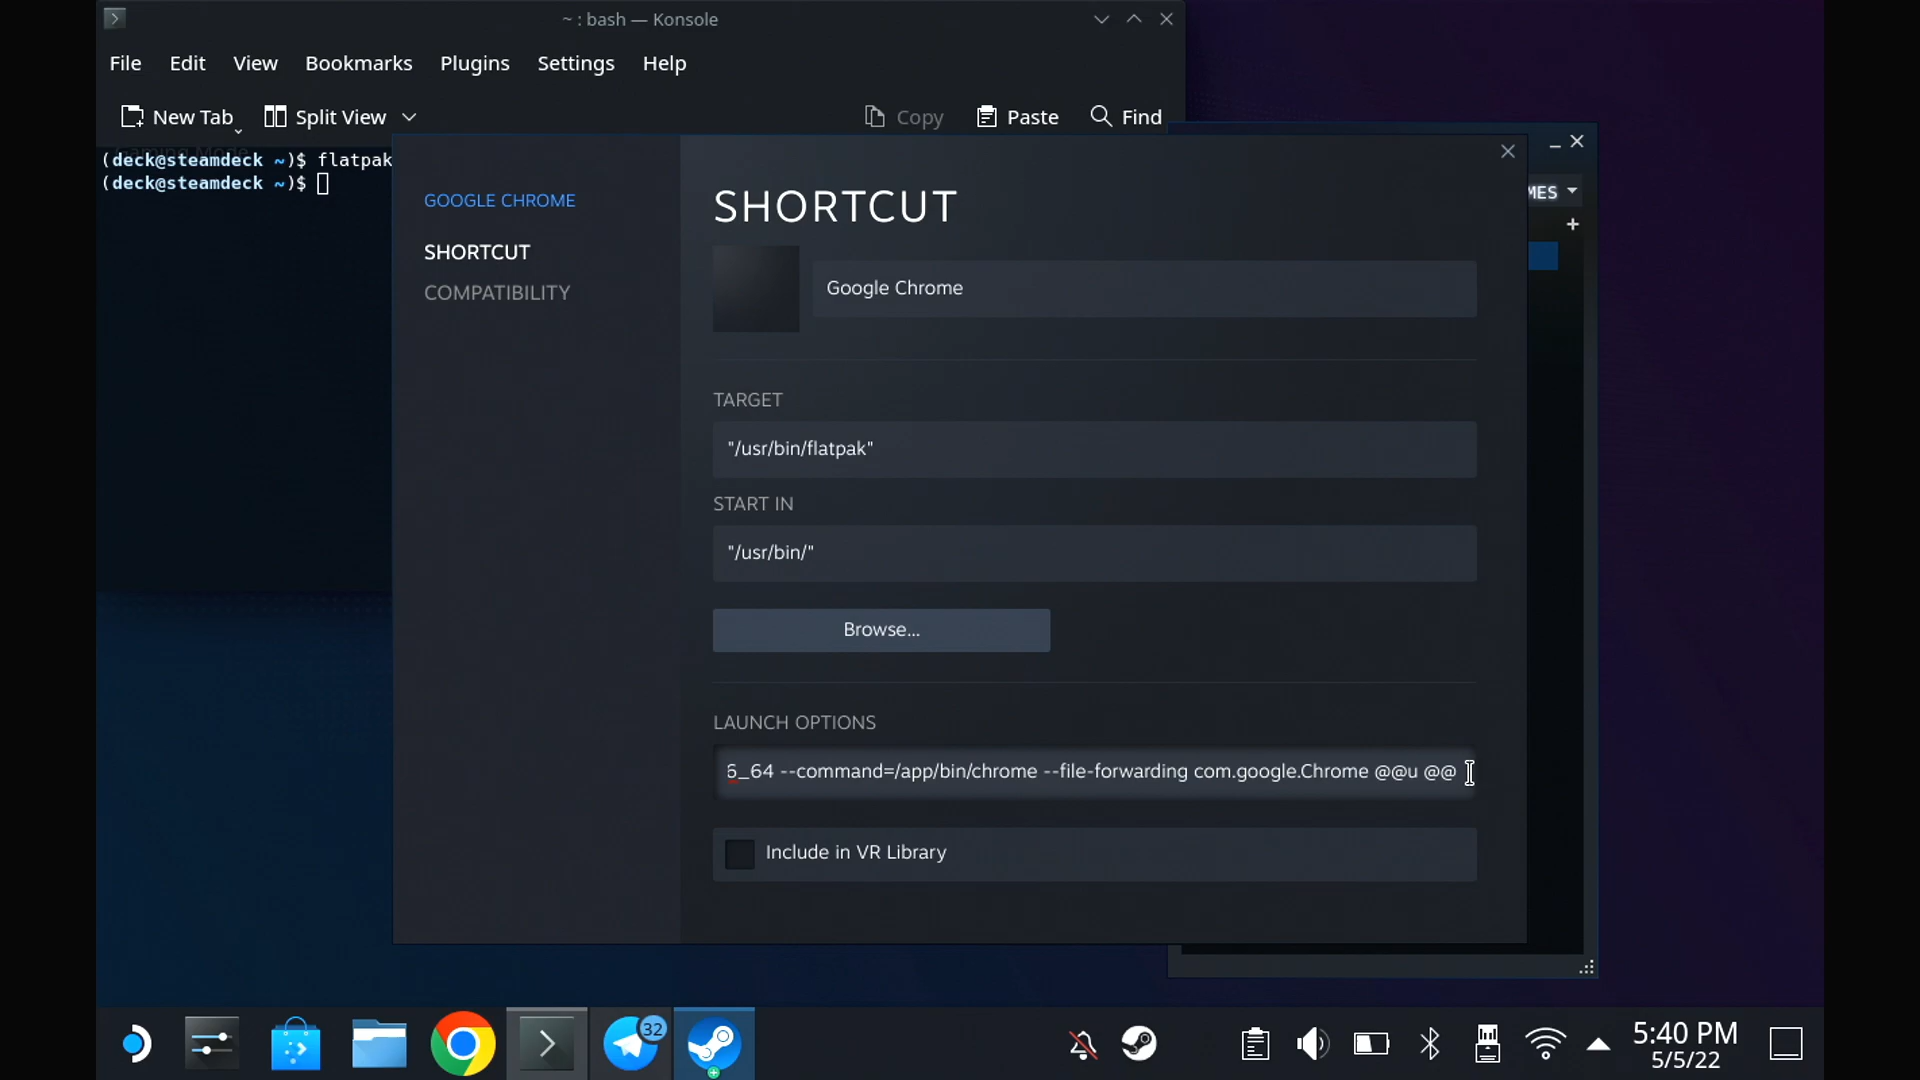 ~ : bash — Konsole
File Edit View Bookmarks Plugins Settings Help
New Tab Split View Copy Paste Find
Gaming Mode
(deck@steamdeck ~)$ flatpak
(deck@steamdeck ~)$
MES
GOOGLE CHROME
SHORTCUT
COMPATIBILITY
SHORTCUT
Google Chrome
TARGET
"/usr/bin/flatpak"
START IN
"/usr/bin/"
Browse...
LAUNCH OPTIONS
6_64 --command=/app/bin/chrome --file-forwarding com.google.Chrome @@u @@
Include in VR Library
32
5:40 PM
5/5/22